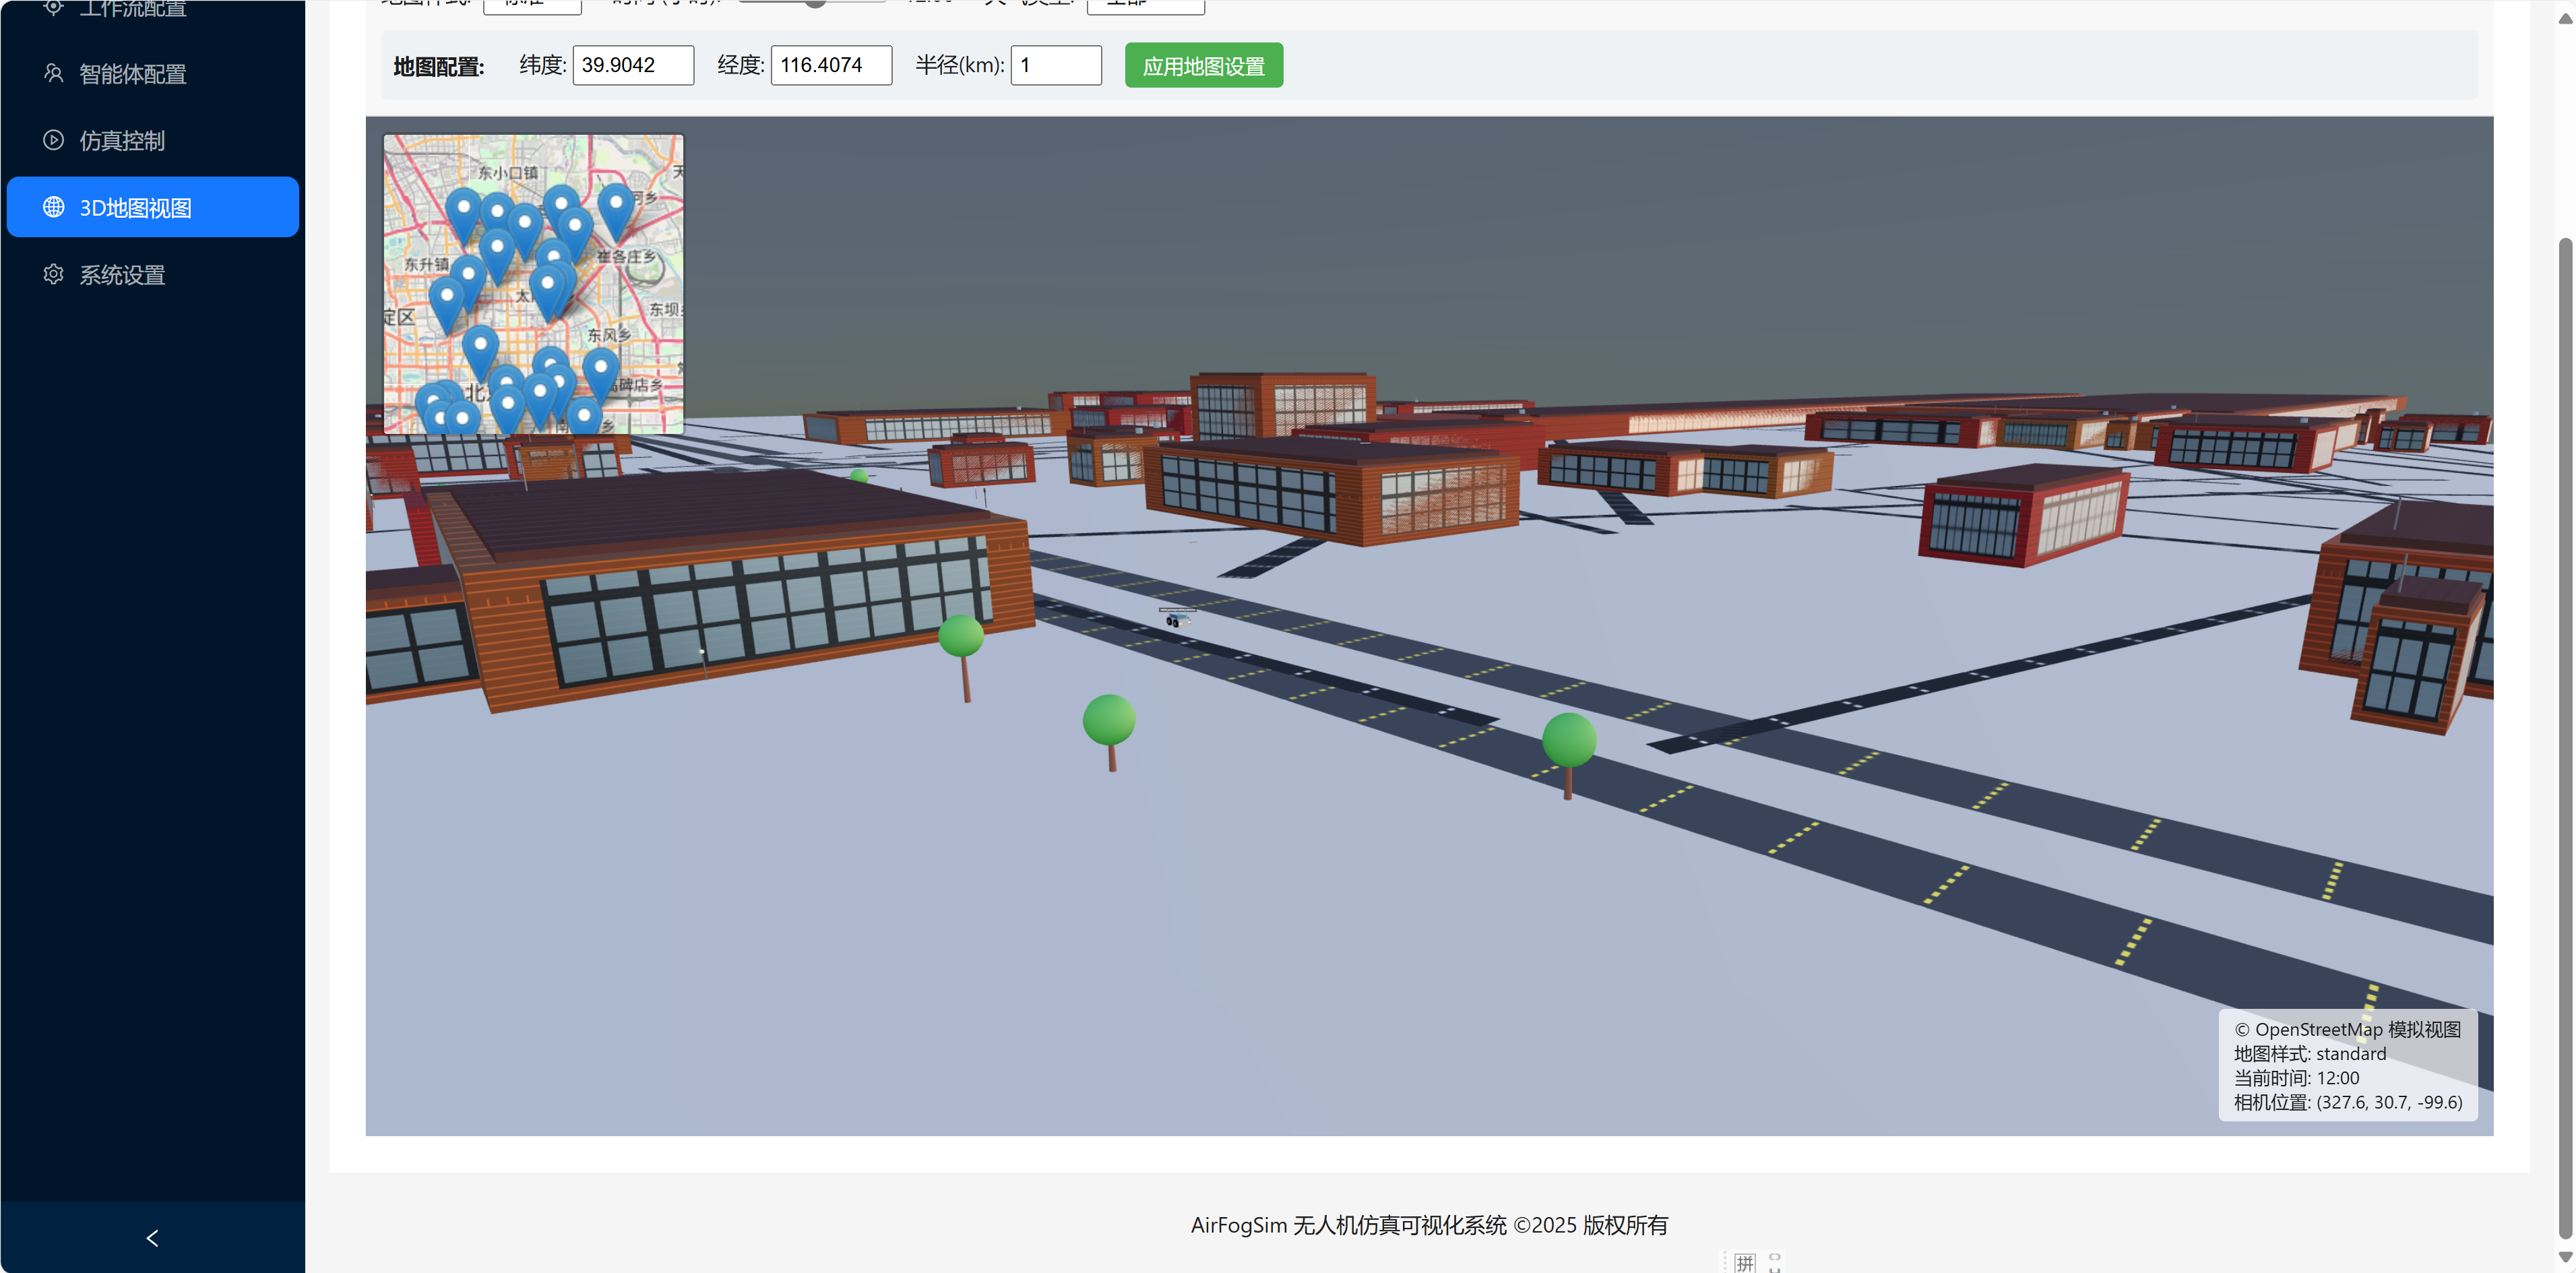 工作流配置
智能体配置
仿真控制
3D地图视图
系统设置
12:00
地图配置: 纬度: 39.9042 经度: 116.4074 半径(km): 1 应用地图设置
东小口镇
河乡
崔各庄乡
东升镇
东坝
定区
东风乡
高碑店乡
北
© OpenStreetMap 模拟视图
地图样式: standard
当前时间: 12:00
相机位置: (327.6, 30.7, -99.6)
AirFogSim 无人机仿真可视化系统 ©2025 版权所有
拼